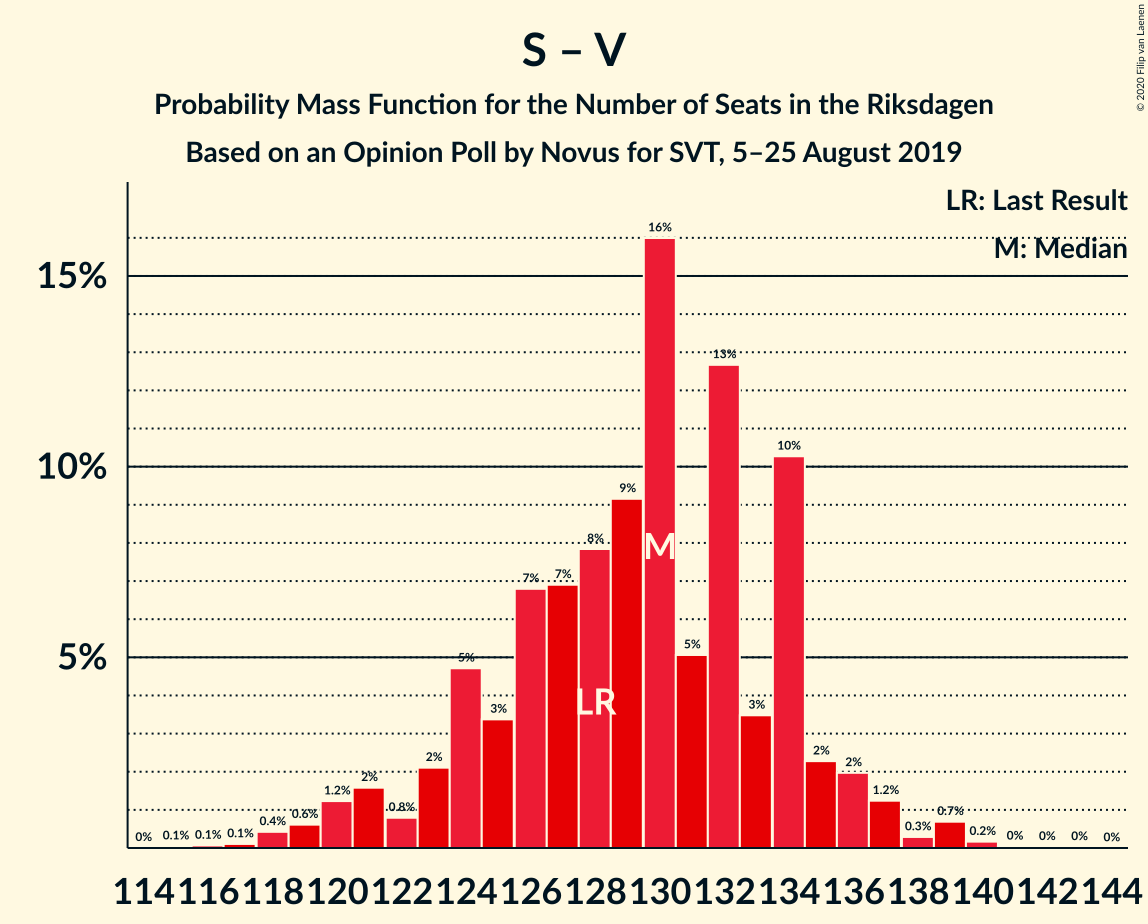 S – V
Probability Mass Function for the Number of Seats in the Riksdagen
Based on an Opinion Poll by Novus for SVT, 5–25 August 2019
© 2020 Filip van Laenen
LR: Last Result
M: Median
15%
10%
5%
0% 0.1% 0.1% 0.1% 0.4% 0.6% 1.2% 2% 0.8% 2% 5% 3% 7% 7% 8% 9% 16% 5% 13% 3% 10% 2% 2% 1.2% 0.3% 0.7% 0.2% 0% 0% 0% 0%
M
LR
114 116 118 120 122 124 126 128 130 132 134 136 138 140 142 144